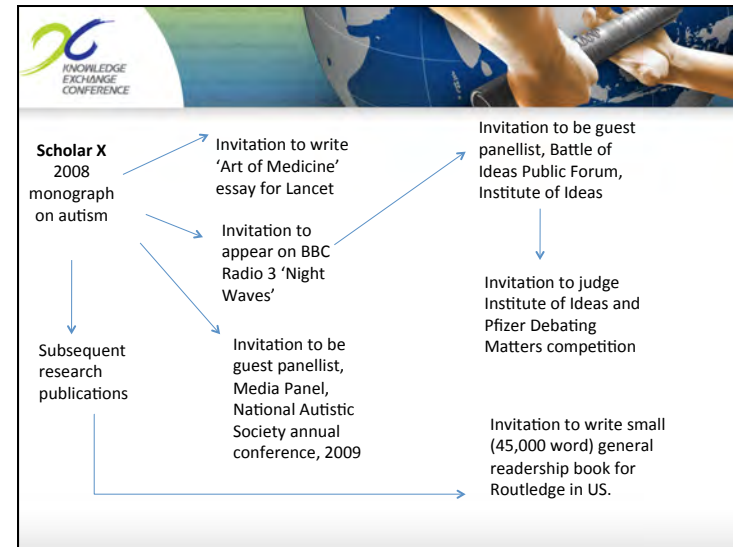 KNOWLEDGE
EXCHANGE
CONFERENCE
Scholar X
2008
monograph
on autism
Invitation to write
‘Art of Medicine’
essay for Lancet
Invitation to
appear on BBC
Radio 3 ‘Night
Waves’
Invitation to be guest
panellist, Battle of
Ideas Public Forum,
Institute of Ideas
Invitation to judge
Institute of Ideas and
Pfizer Debating
Matters competition
Subsequent
research
publications
Invitation to be
guest panellist,
Media Panel,
National Autistic
Society annual
conference, 2009
Invitation to write small
(45,000 word) general
readership book for
Routledge in US.